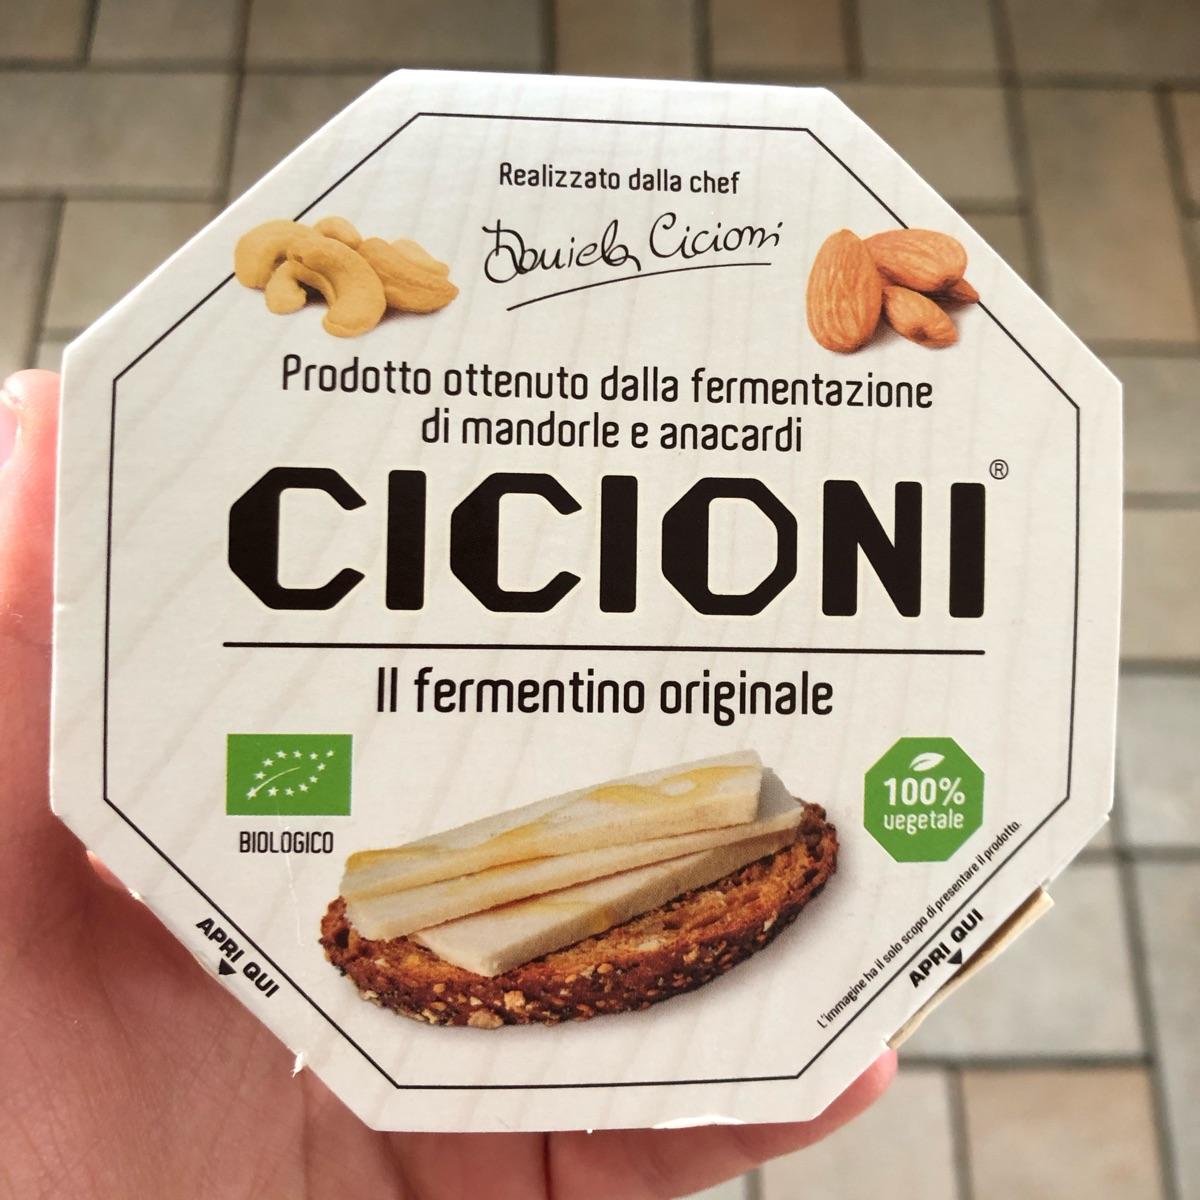 Realizzato dalla chef
Daniela Cicioni
Prodotto ottenuto dalla fermentazione
di mandorle e anacardi
CICIONI®
Il fermentino originale
BIOLOGICO
100%
vegetale
L'immagine ha il solo scopo di presentare il prodotto.
APRI QUI
APRI QUI